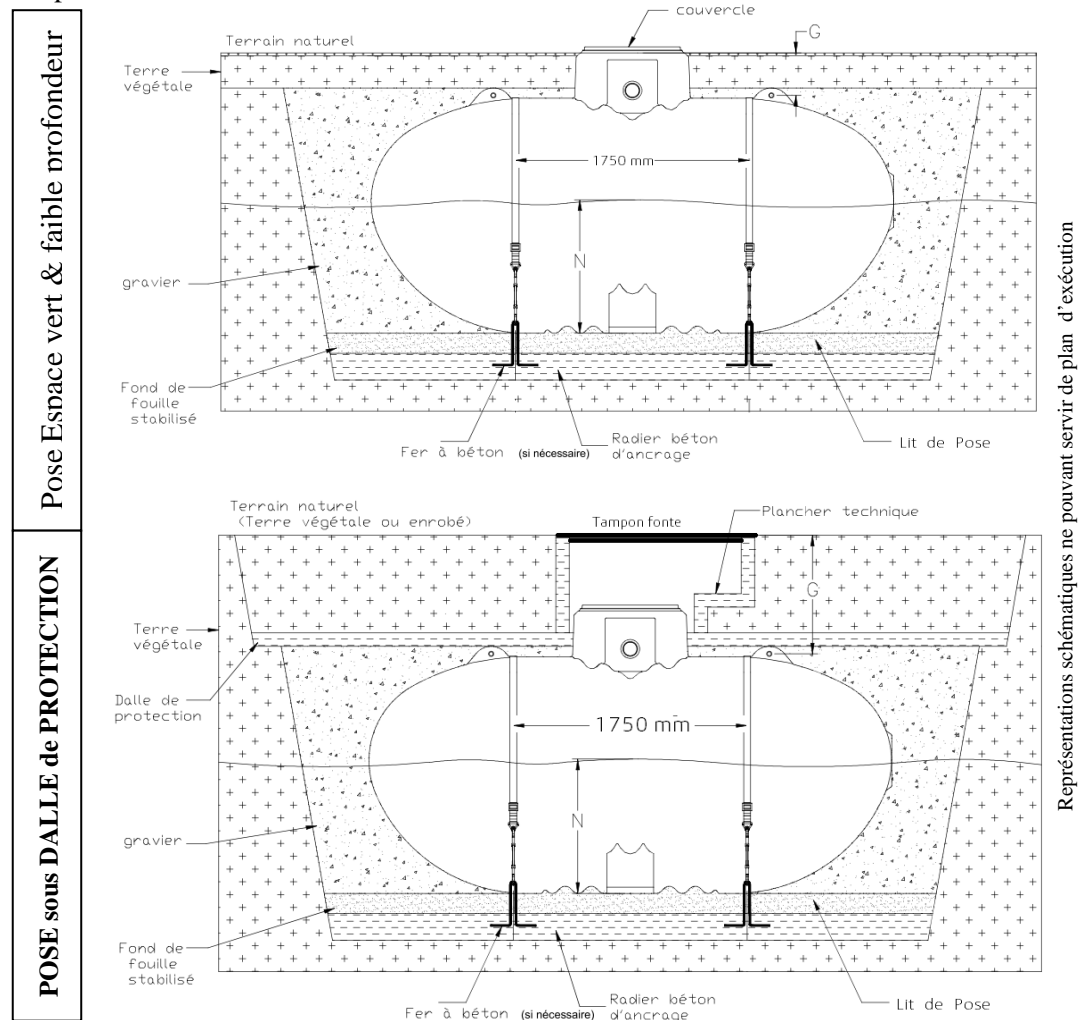 couvercle
G
Terrain naturel
Terre
végétale
1750 mm
N
gravier
Fond de
fouille
stabilisé
Fer à béton (si nécessaire)
Radier béton
d'ancrage
Lit de Pose
Pose Espace vert & faible profondeur
Terrain naturel
(Terre végétale ou enrobé)
Tampon fonte
Plancher technique
G
Terre
végétale
Dalle de
protection
1750 mm
N
gravier
Fond de
fouille
stabilisé
Fer à béton (si nécessaire)
Radier béton
d'ancrage
Lit de Pose
POSE sous DALLE de PROTECTION
Représentations schématiques ne pouvant servir de plan d'exécution